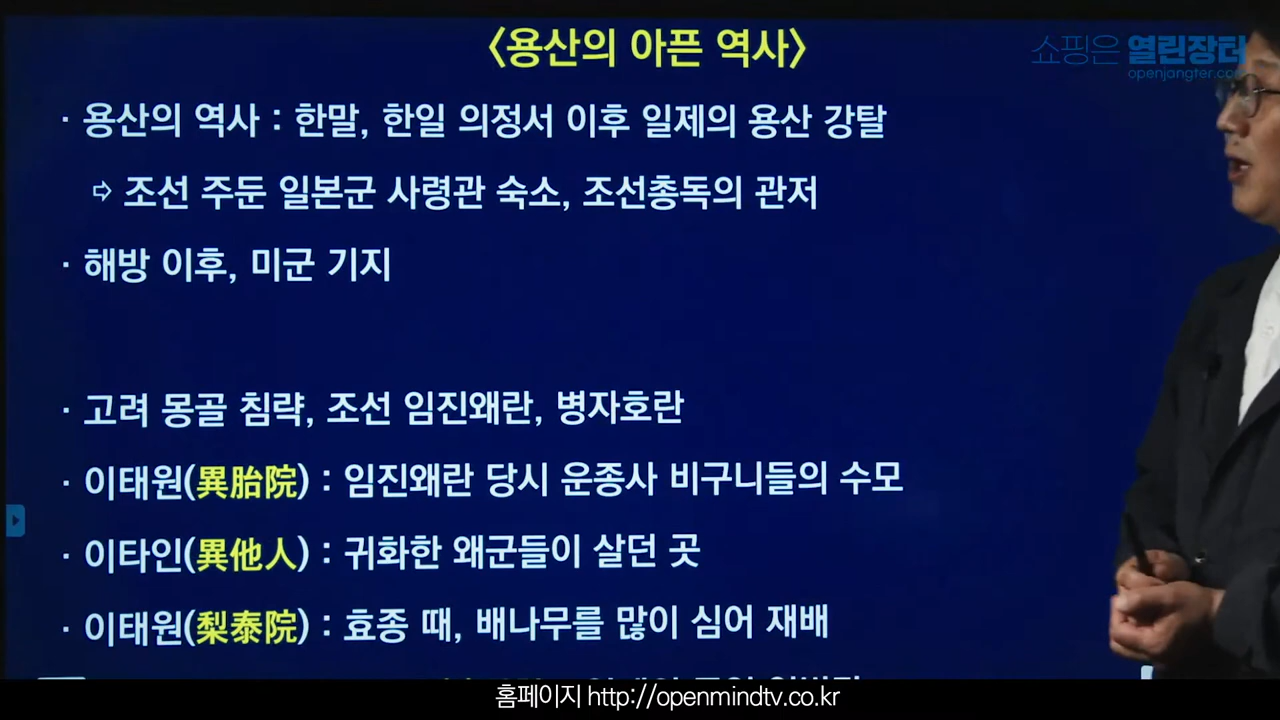 <용산의 아픈 역사>
쇼핑은 열린장터
openjangter.com
· 용산의 역사 : 한말, 한일 의정서 이후 일제의 용산 강탈
⇨ 조선 주둔 일본군 사령관 숙소, 조선총독의 관저
· 해방 이후, 미군 기지
· 고려 몽골 침략, 조선 임진왜란, 병자호란
· 이태원(異胎院) : 임진왜란 당시 운종사 비구니들의 수모
· 이타인(異他人) : 귀화한 왜군들이 살던 곳
· 이태원(梨泰院) : 효종 때, 배나무를 많이 심어 재배
홈페이지 http://openmindtv.co.kr